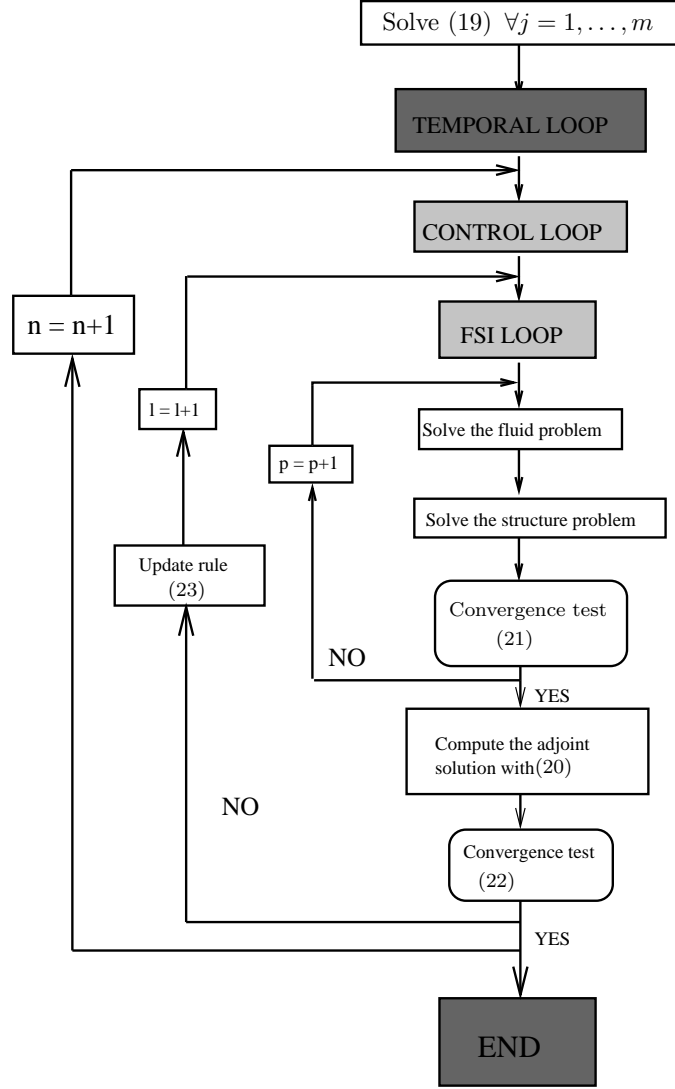 Solve (19) ∀j = 1, . . . , m
TEMPORAL LOOP
CONTROL LOOP
n = n+1
FSI LOOP
l = l+1
Solve the fluid problem
p = p+1
Solve the structure problem
Update rule
(23)
Convergence test
(21)
NO
YES
Compute the adjoint
solution with(20)
NO
Convergence test
(22)
YES
END